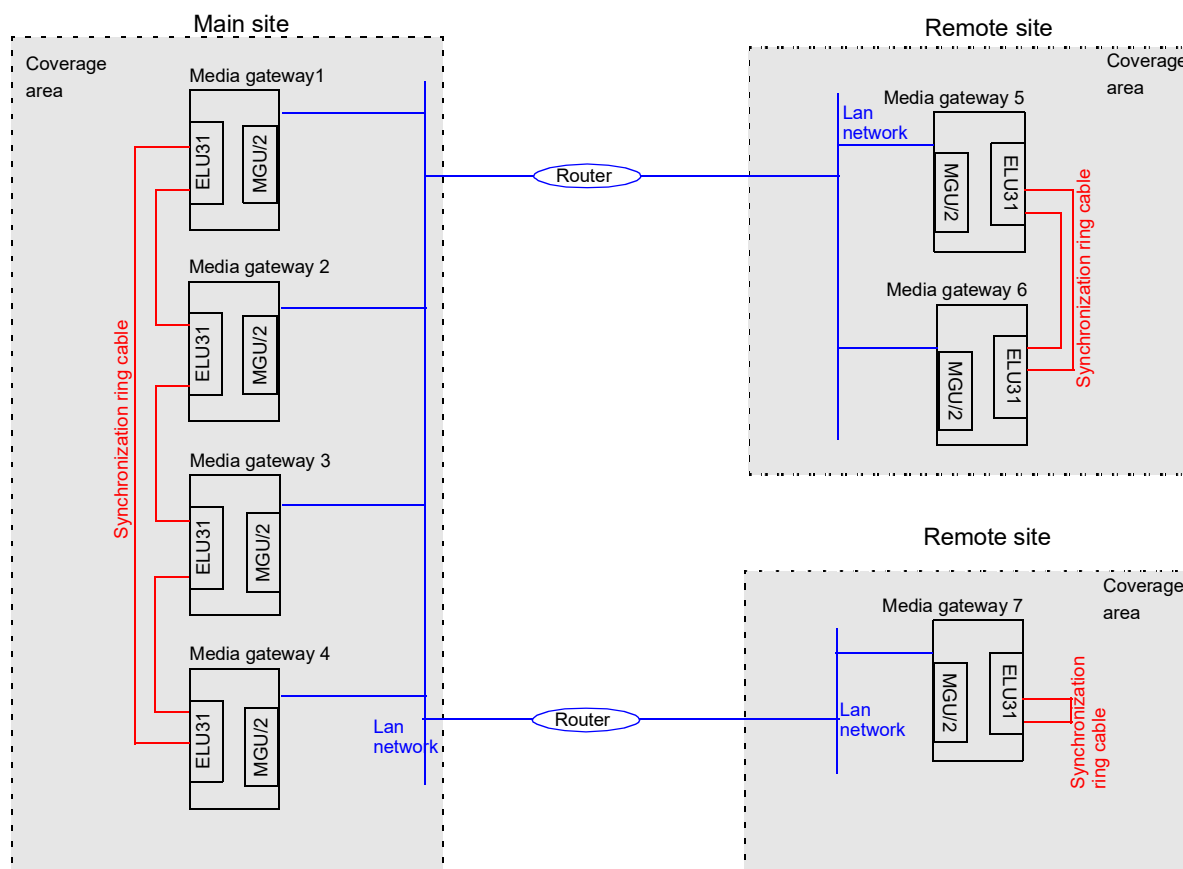 Main site
Coverage
area
Media gateway1
ELU31
MGU/2
Media gateway 2
ELU31
MGU/2
Media gateway 3
ELU31
MGU/2
Media gateway 4
ELU31
MGU/2
Synchronization ring cable
Lan
network
Router
Router
Remote site
Coverage
area
Media gateway 5
Lan
network
MGU/2
ELU31
Media gateway 6
MGU/2
ELU31
Synchronization ring cable
Remote site
Coverage
area
Media gateway 7
MGU/2
ELU31
Lan
network
Synchronization
ring cable